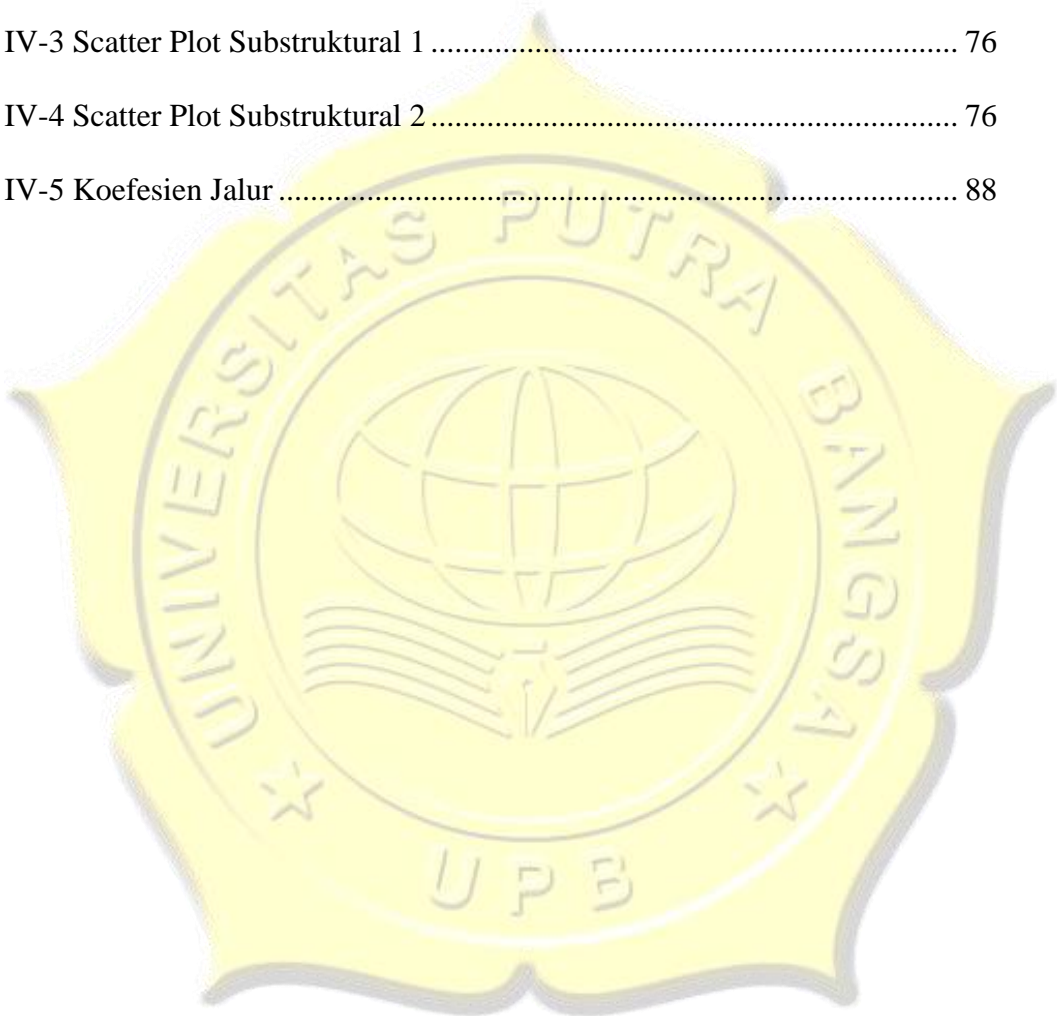 IV-3 Scatter Plot Substruktural 1 ................................................................ 76
IV-4 Scatter Plot Substruktural 2 ................................................................ 76
IV-5 Koefesien Jalur ................................................................................... 88
UNIVERSITAS PUTRA BANGSA
UPB